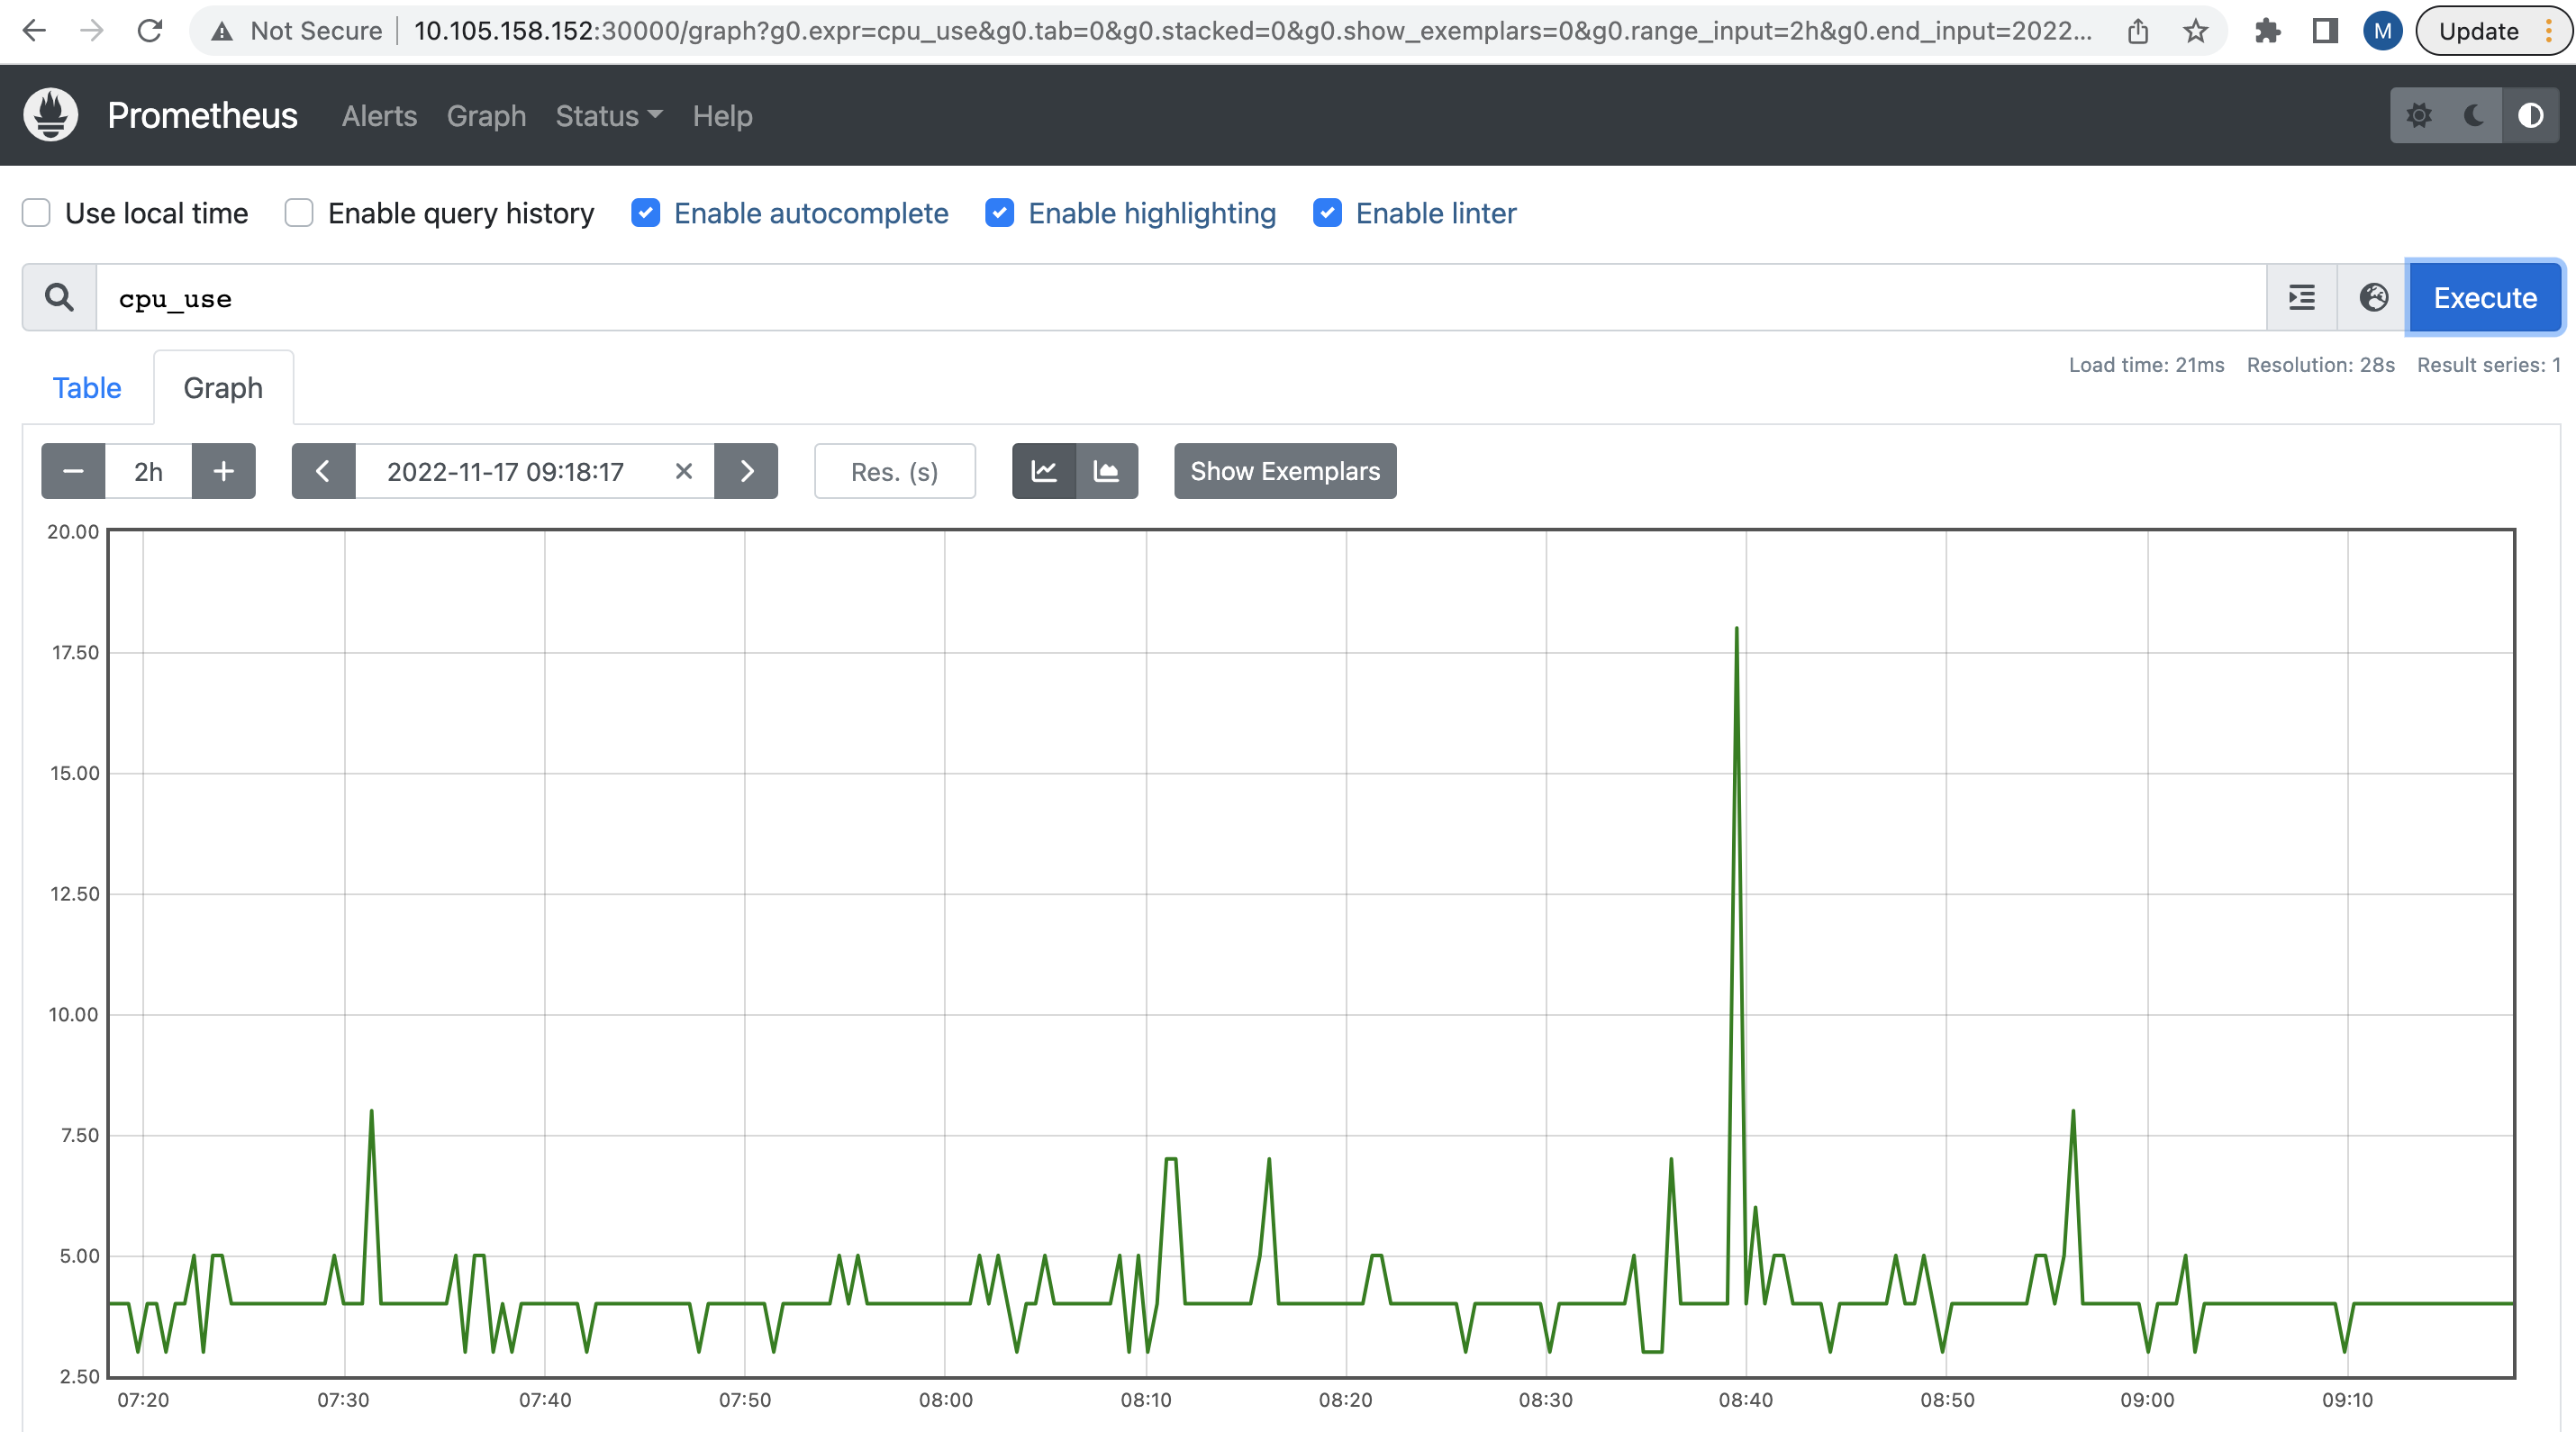 Not Secure 10.105.158.152:30000/graph?g0.expr=cpu_use&g0.tab=0&g0.stacked=0&g0.show_exemplars=0&g0.range_input=2h&g0.end_input=2022... M Update
Prometheus Alerts Graph Status Help
Use local time Enable query history Enable autocomplete Enable highlighting Enable linter
cpu_use Execute
Load time: 21ms Resolution: 28s Result series: 1
Table Graph
2h 2022-11-17 09:18:17 Res. (s) Show Exemplars
20.00
17.50
15.00
12.50
10.00
7.50
5.00
2.50
07:20 07:30 07:40 07:50 08:00 08:10 08:20 08:30 08:40 08:50 09:00 09:10